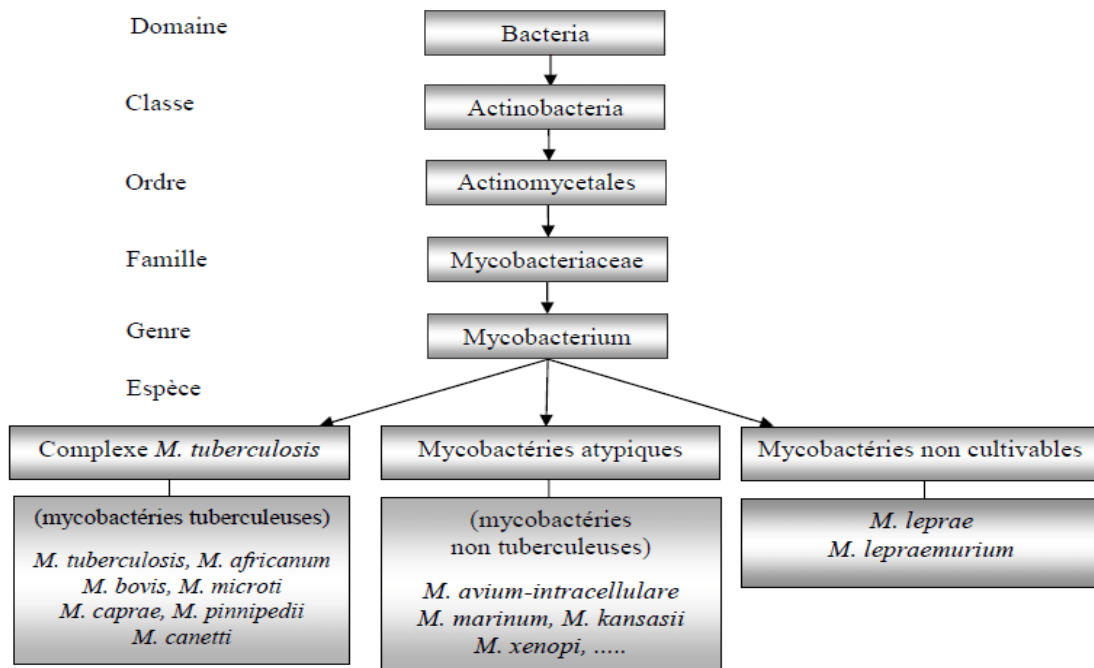 Domaine
Bacteria
Classe
Actinobacteria
Ordre
Actinomycetales
Famille
Mycobacteriaceae
Genre
Mycobacterium
Espèce
Complexe M. tuberculosis
(mycobactéries tuberculeuses)
M. tuberculosis, M. africanum
M. bovis, M. microti
M. caprae, M. pinnipedii
M. canetti
Mycobactéries atypiques
(mycobactéries
non tuberculeuses)
M. avium-intracellulare
M. marinum, M. kansasii
M. xenopi, .....
Mycobactéries non cultivables
M. leprae
M. lepraemurium